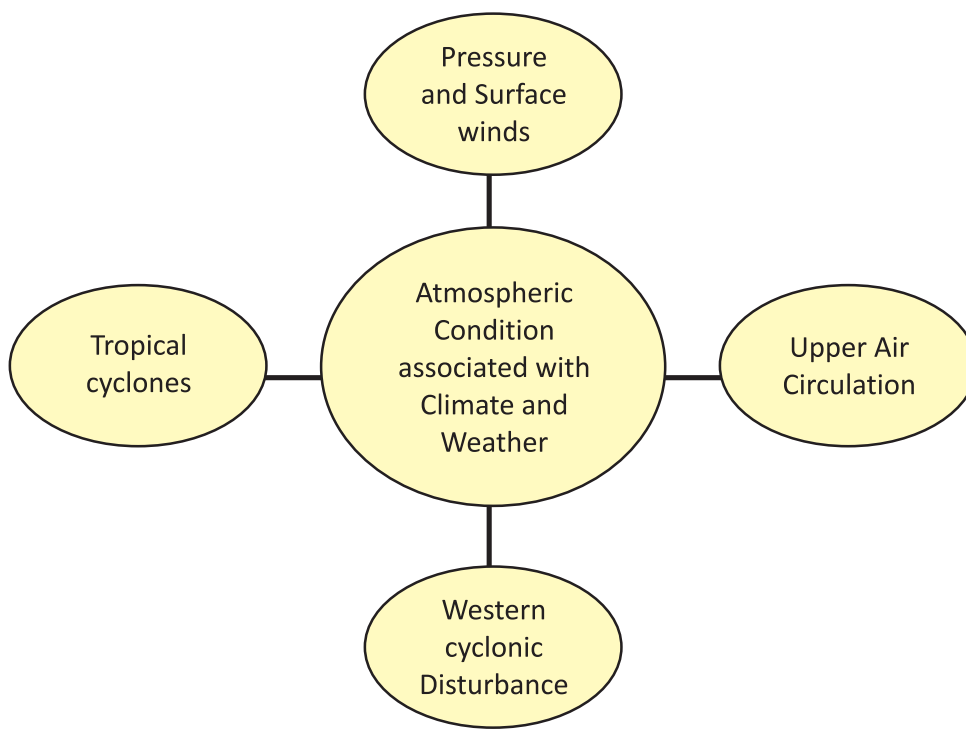 Pressure
and Surface
winds
Atmospheric
Condition
associated with
Climate and
Weather
Tropical
cyclones
Upper Air
Circulation
Western
cyclonic
Disturbance